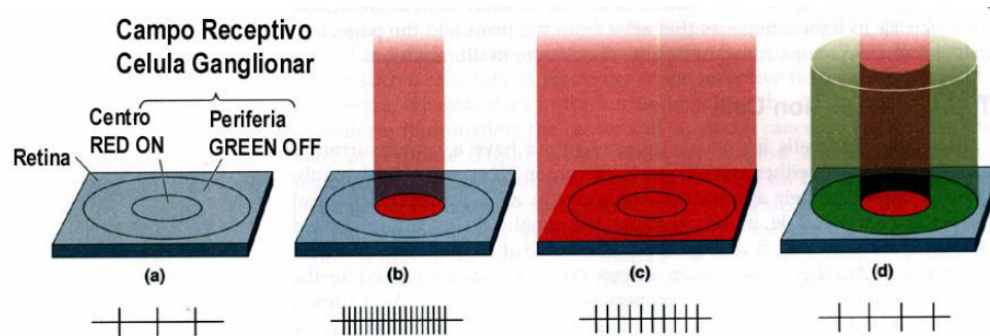 Campo Receptivo
Celula Ganglionar
Centro
RED ON
Periferia
GREEN OFF
Retina
(a)
(b)
(c)
(d)